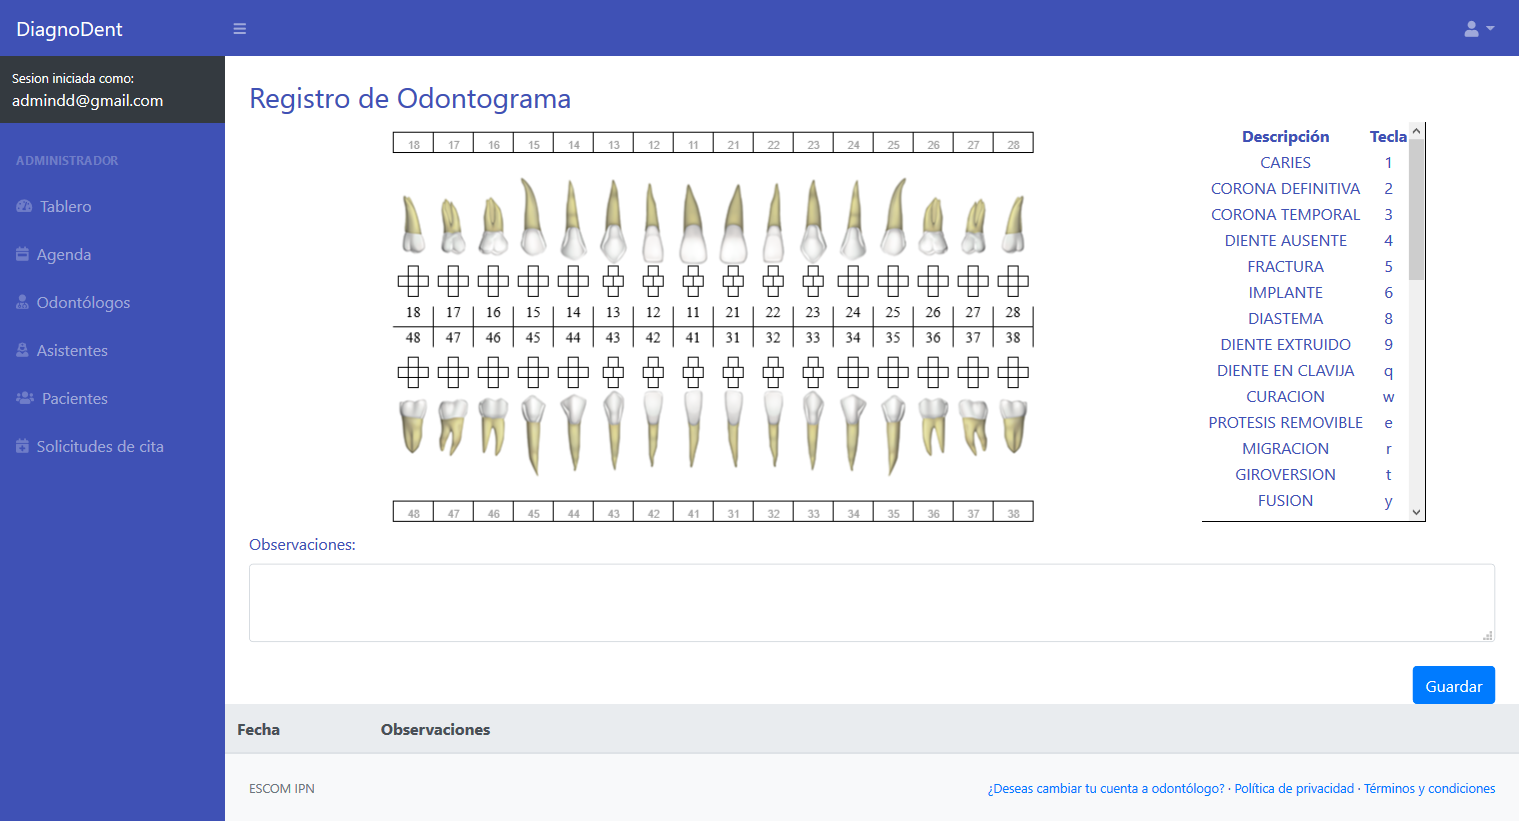 DiagnoDent
Sesion iniciada como:
admindd@gmail.com
ADMINISTRADOR
Tablero
Agenda
Odontólogos
Asistentes
Pacientes
Solicitudes de cita
Registro de Odontograma
18 17 16 15 14 13 12 11 21 22 23 24 25 26 27 28
18 17 16 15 14 13 12 11 21 22 23 24 25 26 27 28
48 47 46 45 44 43 42 41 31 32 33 34 35 36 37 38
48 47 46 45 44 43 42 41 31 32 33 34 35 36 37 38
Descripción Tecla
CARIES 1
CORONA DEFINITIVA 2
CORONA TEMPORAL 3
DIENTE AUSENTE 4
FRACTURA 5
IMPLANTE 6
DIASTEMA 8
DIENTE EXTRUIDO 9
DIENTE EN CLAVIJA q
CURACION w
PROTESIS REMOVIBLE e
MIGRACION r
GIROVERSION t
FUSION y
Observaciones:
Guardar
Fecha Observaciones
ESCOM IPN
¿Deseas cambiar tu cuenta a odontólogo? · Política de privacidad · Términos y condiciones